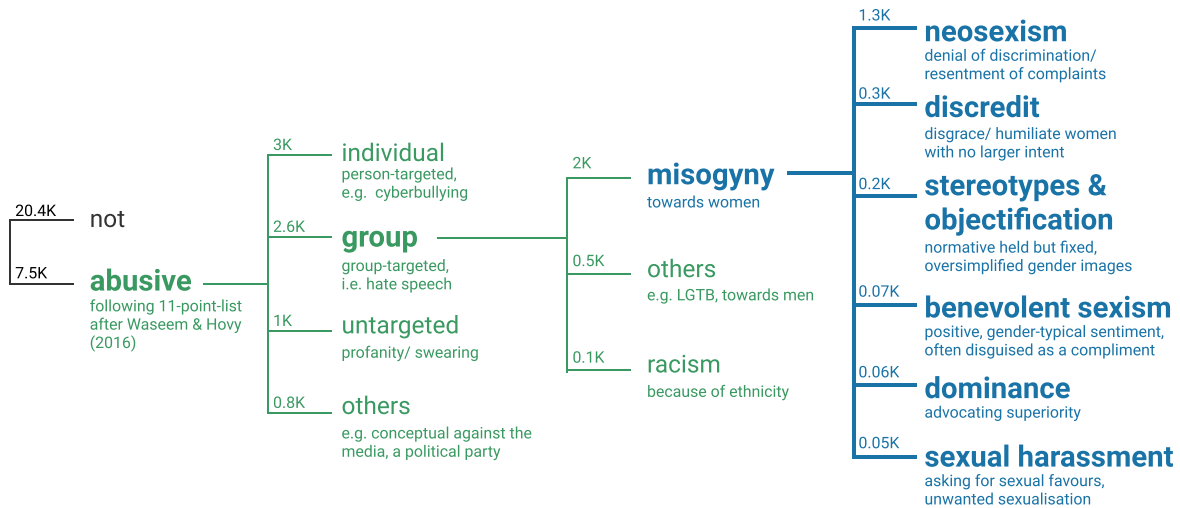 20.4K
not
7.5K
abusive
following 11-point-list
after Waseem & Hovy
(2016)
3K
individual
person-targeted,
e.g. cyberbullying
2.6K
group
group-targeted,
i.e. hate speech
1K
untargeted
profanity/ swearing
0.8K
others
e.g. conceptual against the
media, a political party
2K
misogyny
towards women
0.5K
others
e.g. LGTB, towards men
0.1K
racism
because of ethnicity
1.3K
neosexism
denial of discrimination/
resentment of complaints
0.3K
discredit
disgrace/ humiliate women
with no larger intent
0.2K
stereotypes &
objectification
normative held but fixed,
oversimplified gender images
0.07K
benevolent sexism
positive, gender-typical sentiment,
often disguised as a compliment
0.06K
dominance
advocating superiority
0.05K
sexual harassment
asking for sexual favours,
unwanted sexualisation